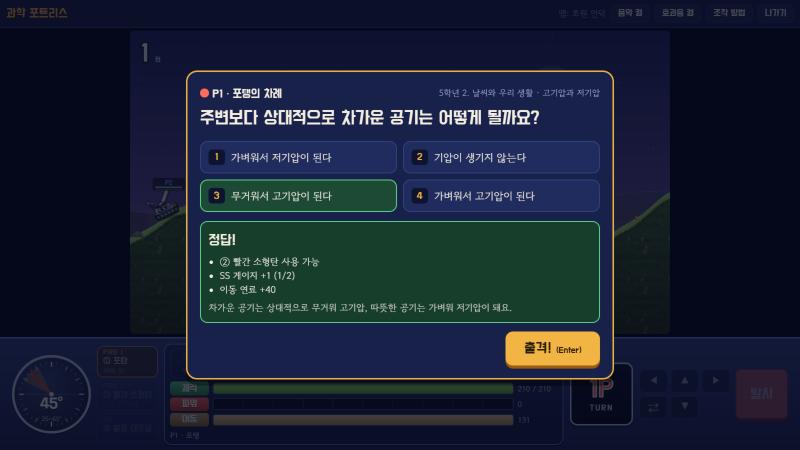 과학 포트리스
맵: 초원 언덕 음악 켬 효과음 켬 조작 방법 나가기
1
P1 · 포탱의 차례
5학년 2. 날씨와 우리 생활 · 고기압과 저기압
주변보다 상대적으로 차가운 공기는 어떻게 될까요?
1 가벼워서 저기압이 된다
2 기압이 생기지 않는다
3 무거워서 고기압이 된다
4 가벼워서 고기압이 된다
정답!
• ② 빨간 소형탄 사용 가능
• SS 게이지 +1 (1/2)
• 이동 연료 +40
차가운 공기는 상대적으로 무거워 고기압, 따뜻한 공기는 가벼워 저기압이 돼요.
출격! (Enter)
① 포탄
45°
체력 210 / 210
파워 0
이동 131
P1 · 포탱
1P
TURN
발사